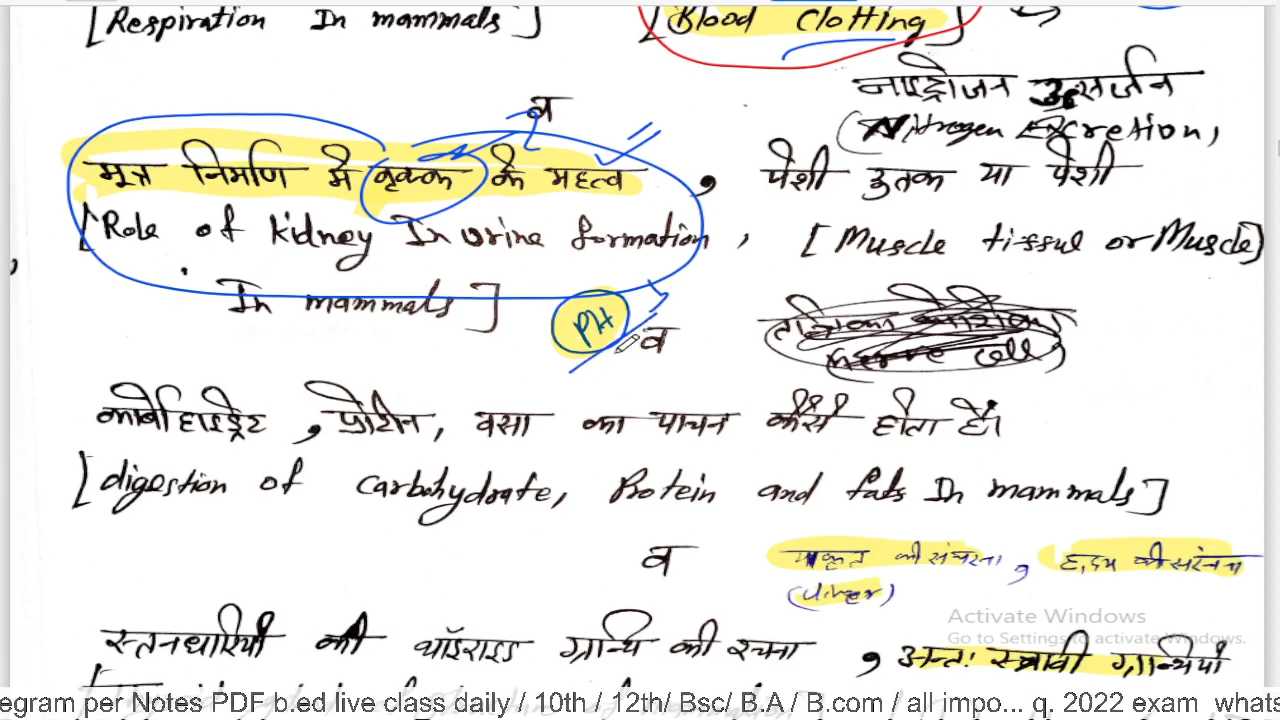 [Respiration In mammals] [Blood Clotting]
नाइट्रोजन उत्सर्जन
व (Nitrogen Excretion,
मूत्र निर्माण मे वृक्क के महत्व , पेशी ऊतक या पेशी
[Role of kidney In urine formation , [Muscle tissue or Muscle)
In mammals]
PH
व
nerve cell
कार्बोहाइड्रेट , प्रोटीन, वसा का पाचन कैसे होता है।
[digestion of carbohydrate, Protein and fats In mammals]
व यकृत की संरचना , हृदय की संरचना
(Liver)
Activate Windows
Go to Settings to activate Windows.
स्तनधारियो की थॉइराइड ग्रन्थि की रचना , अन्तः स्त्रावी ग्रन्थियाँ
egram per Notes PDF p.ed live class daily / 10th / 12th/ Bsc/ B.A / B.com / all impo... q. 2022 exam whats